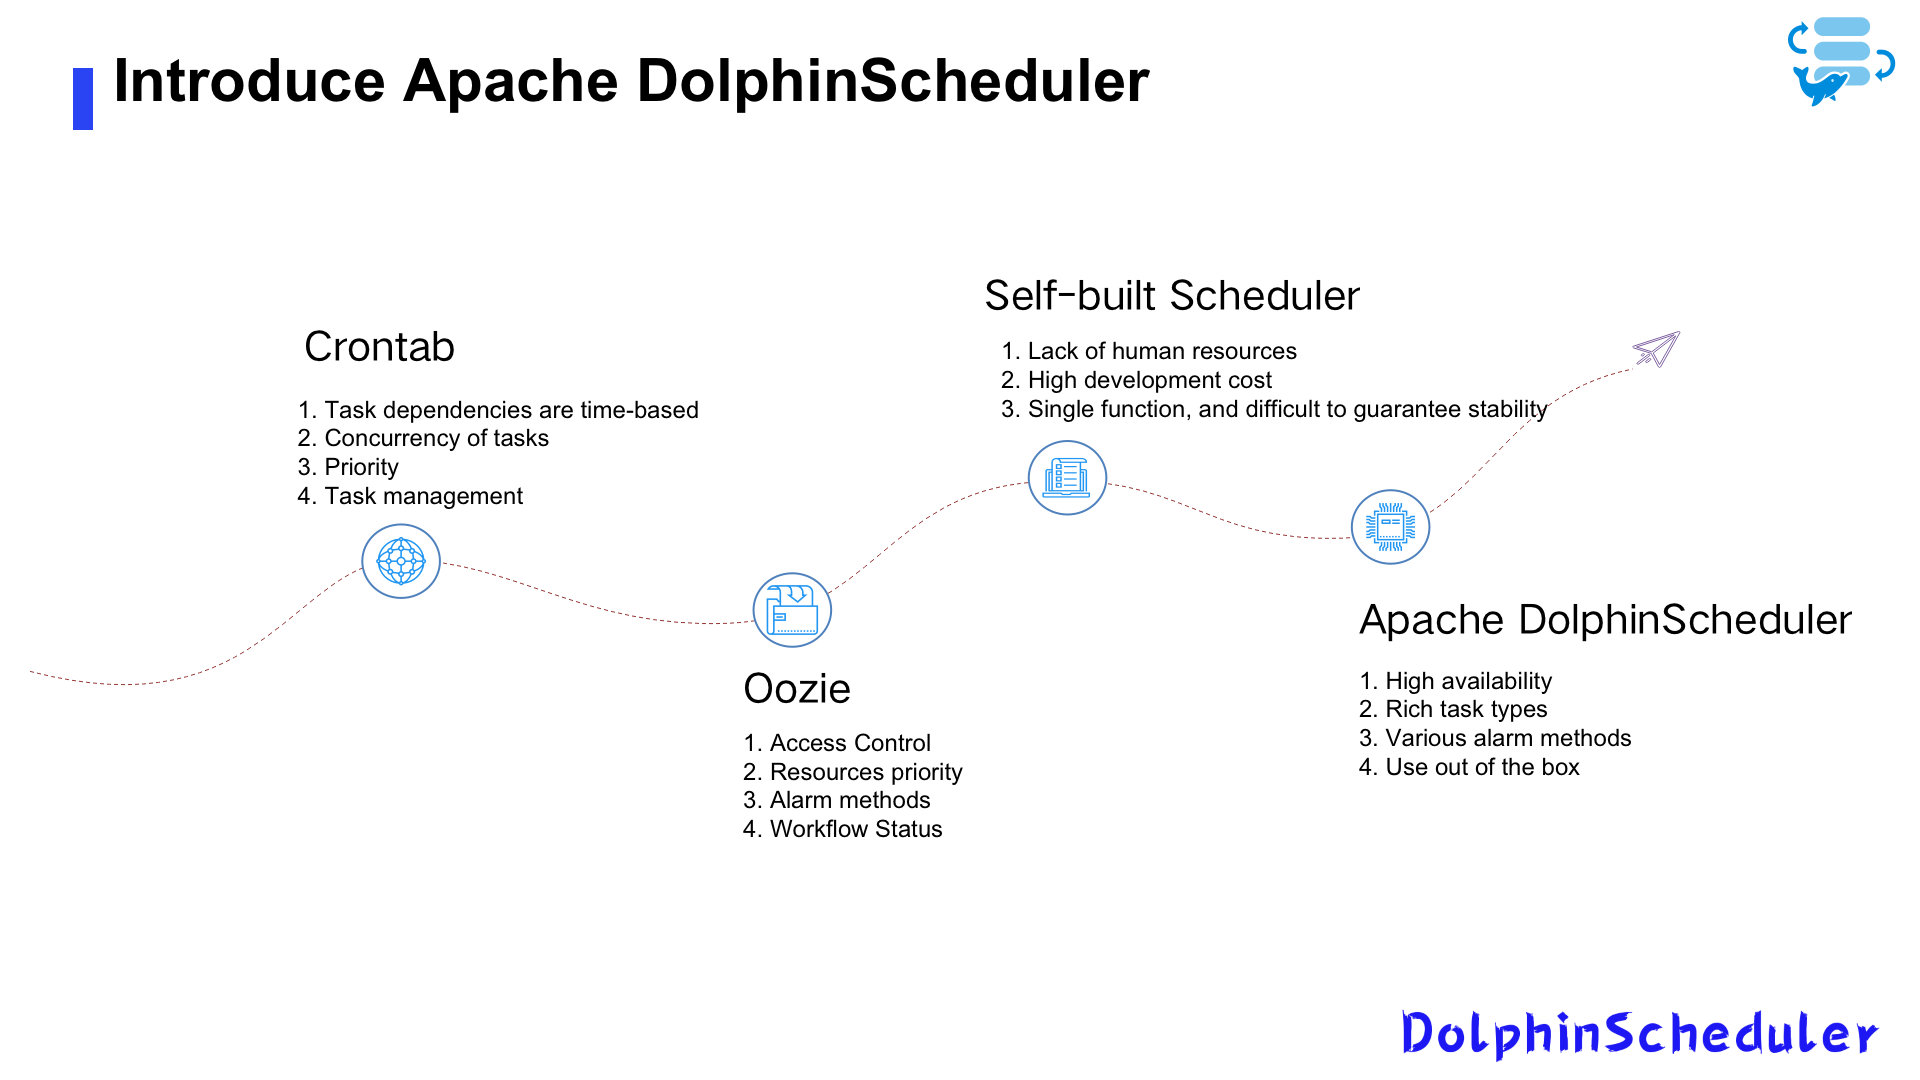 Introduce Apache DolphinScheduler
Crontab
1. Task dependencies are time-based
2. Concurrency of tasks
3. Priority
4. Task management
Oozie
1. Access Control
2. Resources priority
3. Alarm methods
4. Workflow Status
Self-built Scheduler
1. Lack of human resources
2. High development cost
3. Single function, and difficult to guarantee stability
Apache DolphinScheduler
1. High availability
2. Rich task types
3. Various alarm methods
4. Use out of the box
DolphinScheduler